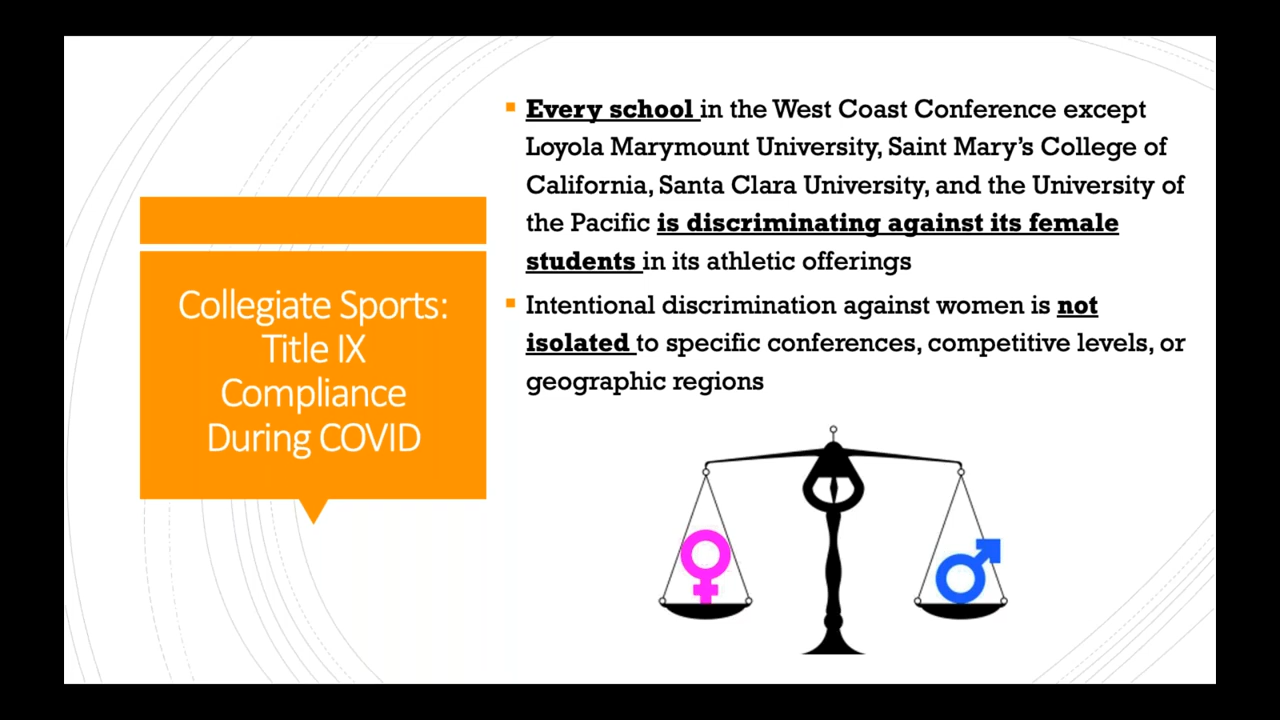 Collegiate Sports:
Title IX
Compliance
During COVID
Every school in the West Coast Conference except
Loyola Marymount University, Saint Mary’s College of
California, Santa Clara University, and the University of
the Pacific is discriminating against its female
students in its athletic offerings
Intentional discrimination against women is not
isolated to specific conferences, competitive levels, or
geographic regions